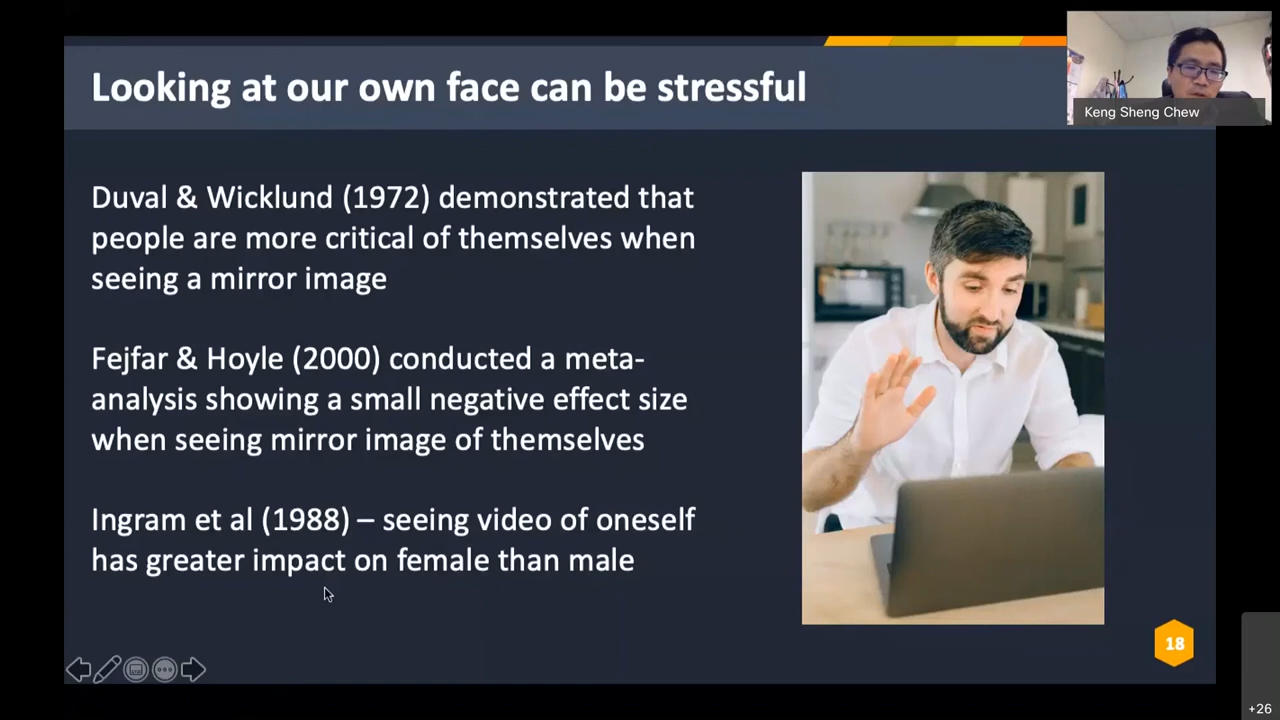 Looking at our own face can be stressful
Keng Sheng Chew
Duval & Wicklund (1972) demonstrated that
people are more critical of themselves when
seeing a mirror image
Fejfar & Hoyle (2000) conducted a meta-
analysis showing a small negative effect size
when seeing mirror image of themselves
Ingram et al (1988) – seeing video of oneself
has greater impact on female than male
18
+26